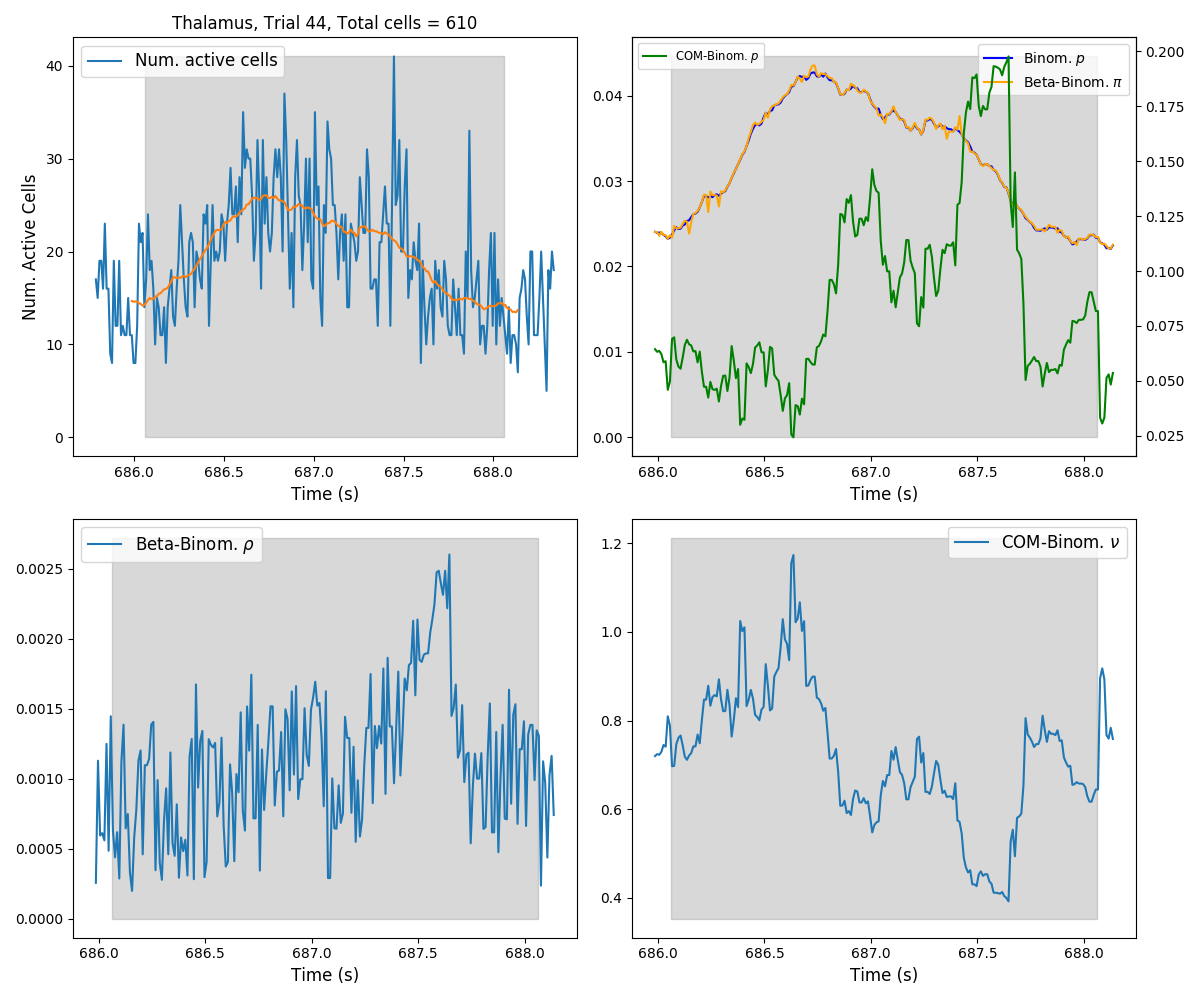 Thalamus, Trial 44, Total cells = 610
Num. active cells
Num. Active Cells
40
30
20
10
0
686.0 686.5 687.0 687.5 688.0
Time (s)
COM-Binom. p
Binom. p
Beta-Binom. π
0.04
0.03
0.02
0.01
0.00
0.200
0.175
0.150
0.125
0.100
0.075
0.050
0.025
686.0 686.5 687.0 687.5 688.0
Time (s)
Beta-Binom. ρ
0.0025
0.0020
0.0015
0.0010
0.0005
0.0000
686.0 686.5 687.0 687.5 688.0
Time (s)
COM-Binom. ν
1.2
1.0
0.8
0.6
0.4
686.0 686.5 687.0 687.5 688.0
Time (s)